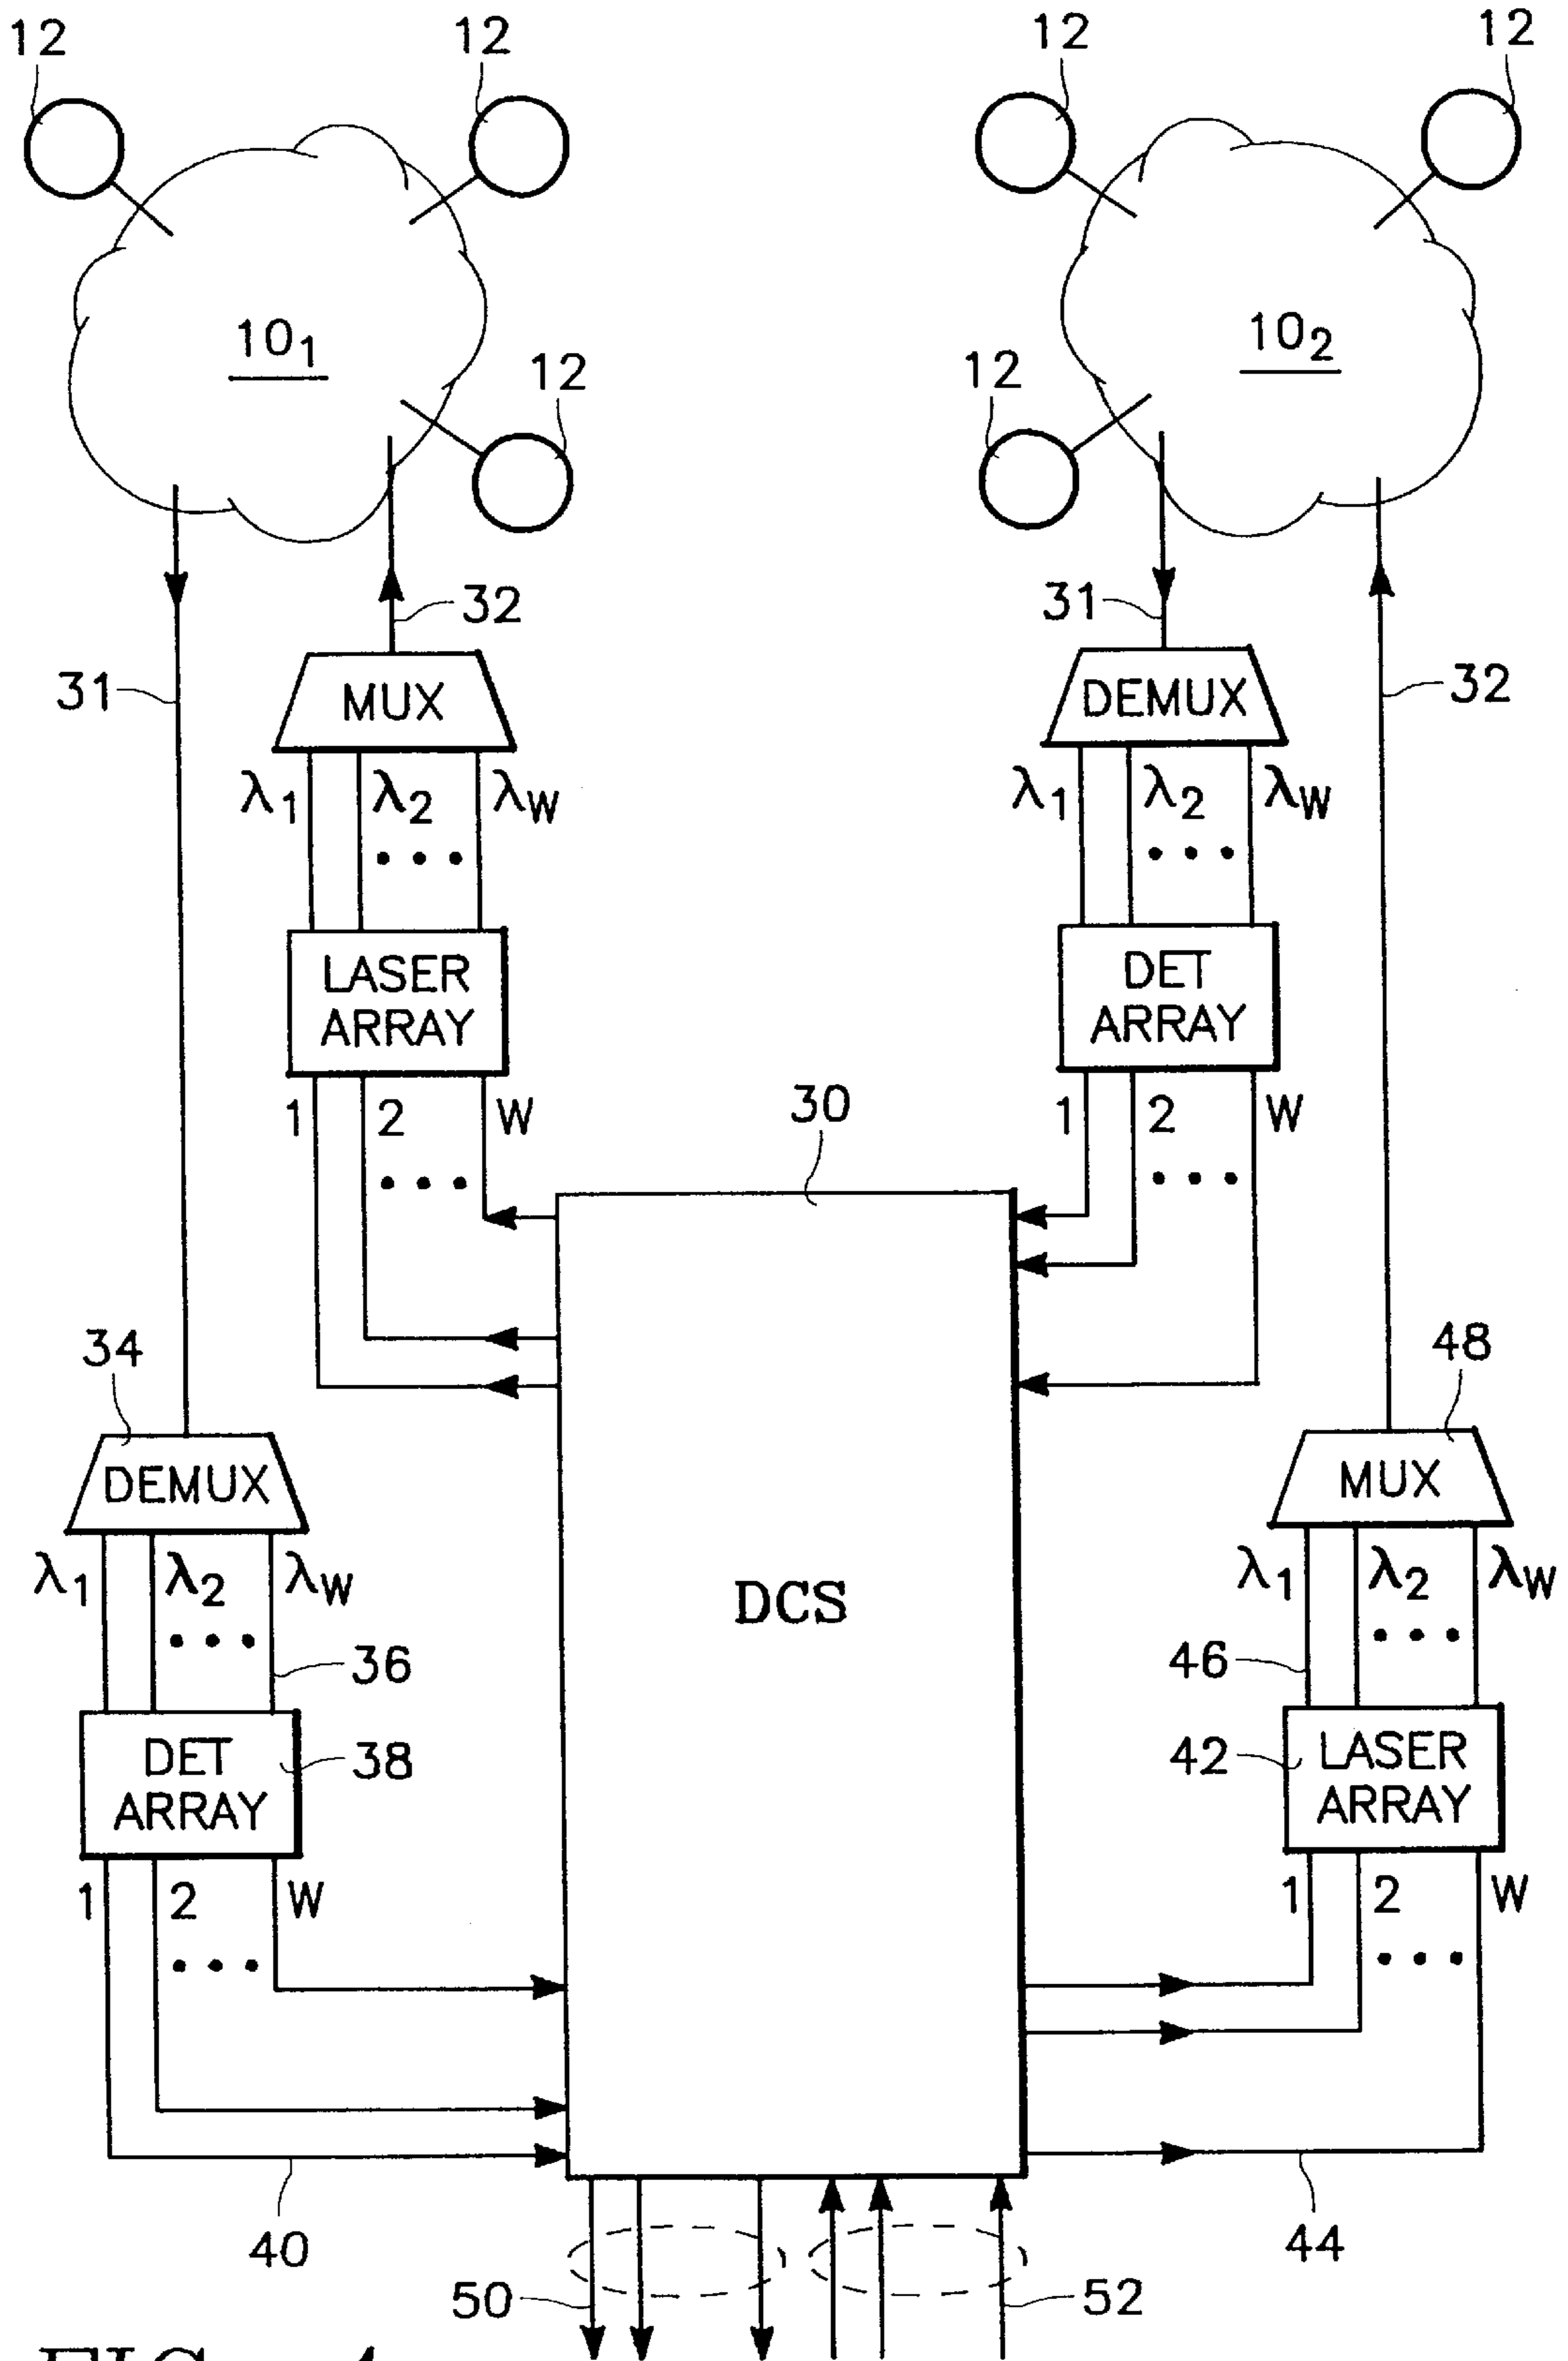 12 12 12 12
10₁ 10₂
12 12
32 31
31 32
MUX DEMUX
λ₁ λ₂ λW λ₁ λ₂ λW
• • • • • •
LASER ARRAY DET ARRAY
1 2 W 30 1 2 W
• • • • • •
34 48
DEMUX MUX
λ₁ λ₂ λW DCS λ₁ λ₂ λW
• • • • • •
36 46
DET ARRAY 38 42 LASER ARRAY
1 2 W 1 2 W
• • • • • •
40 44
50 52